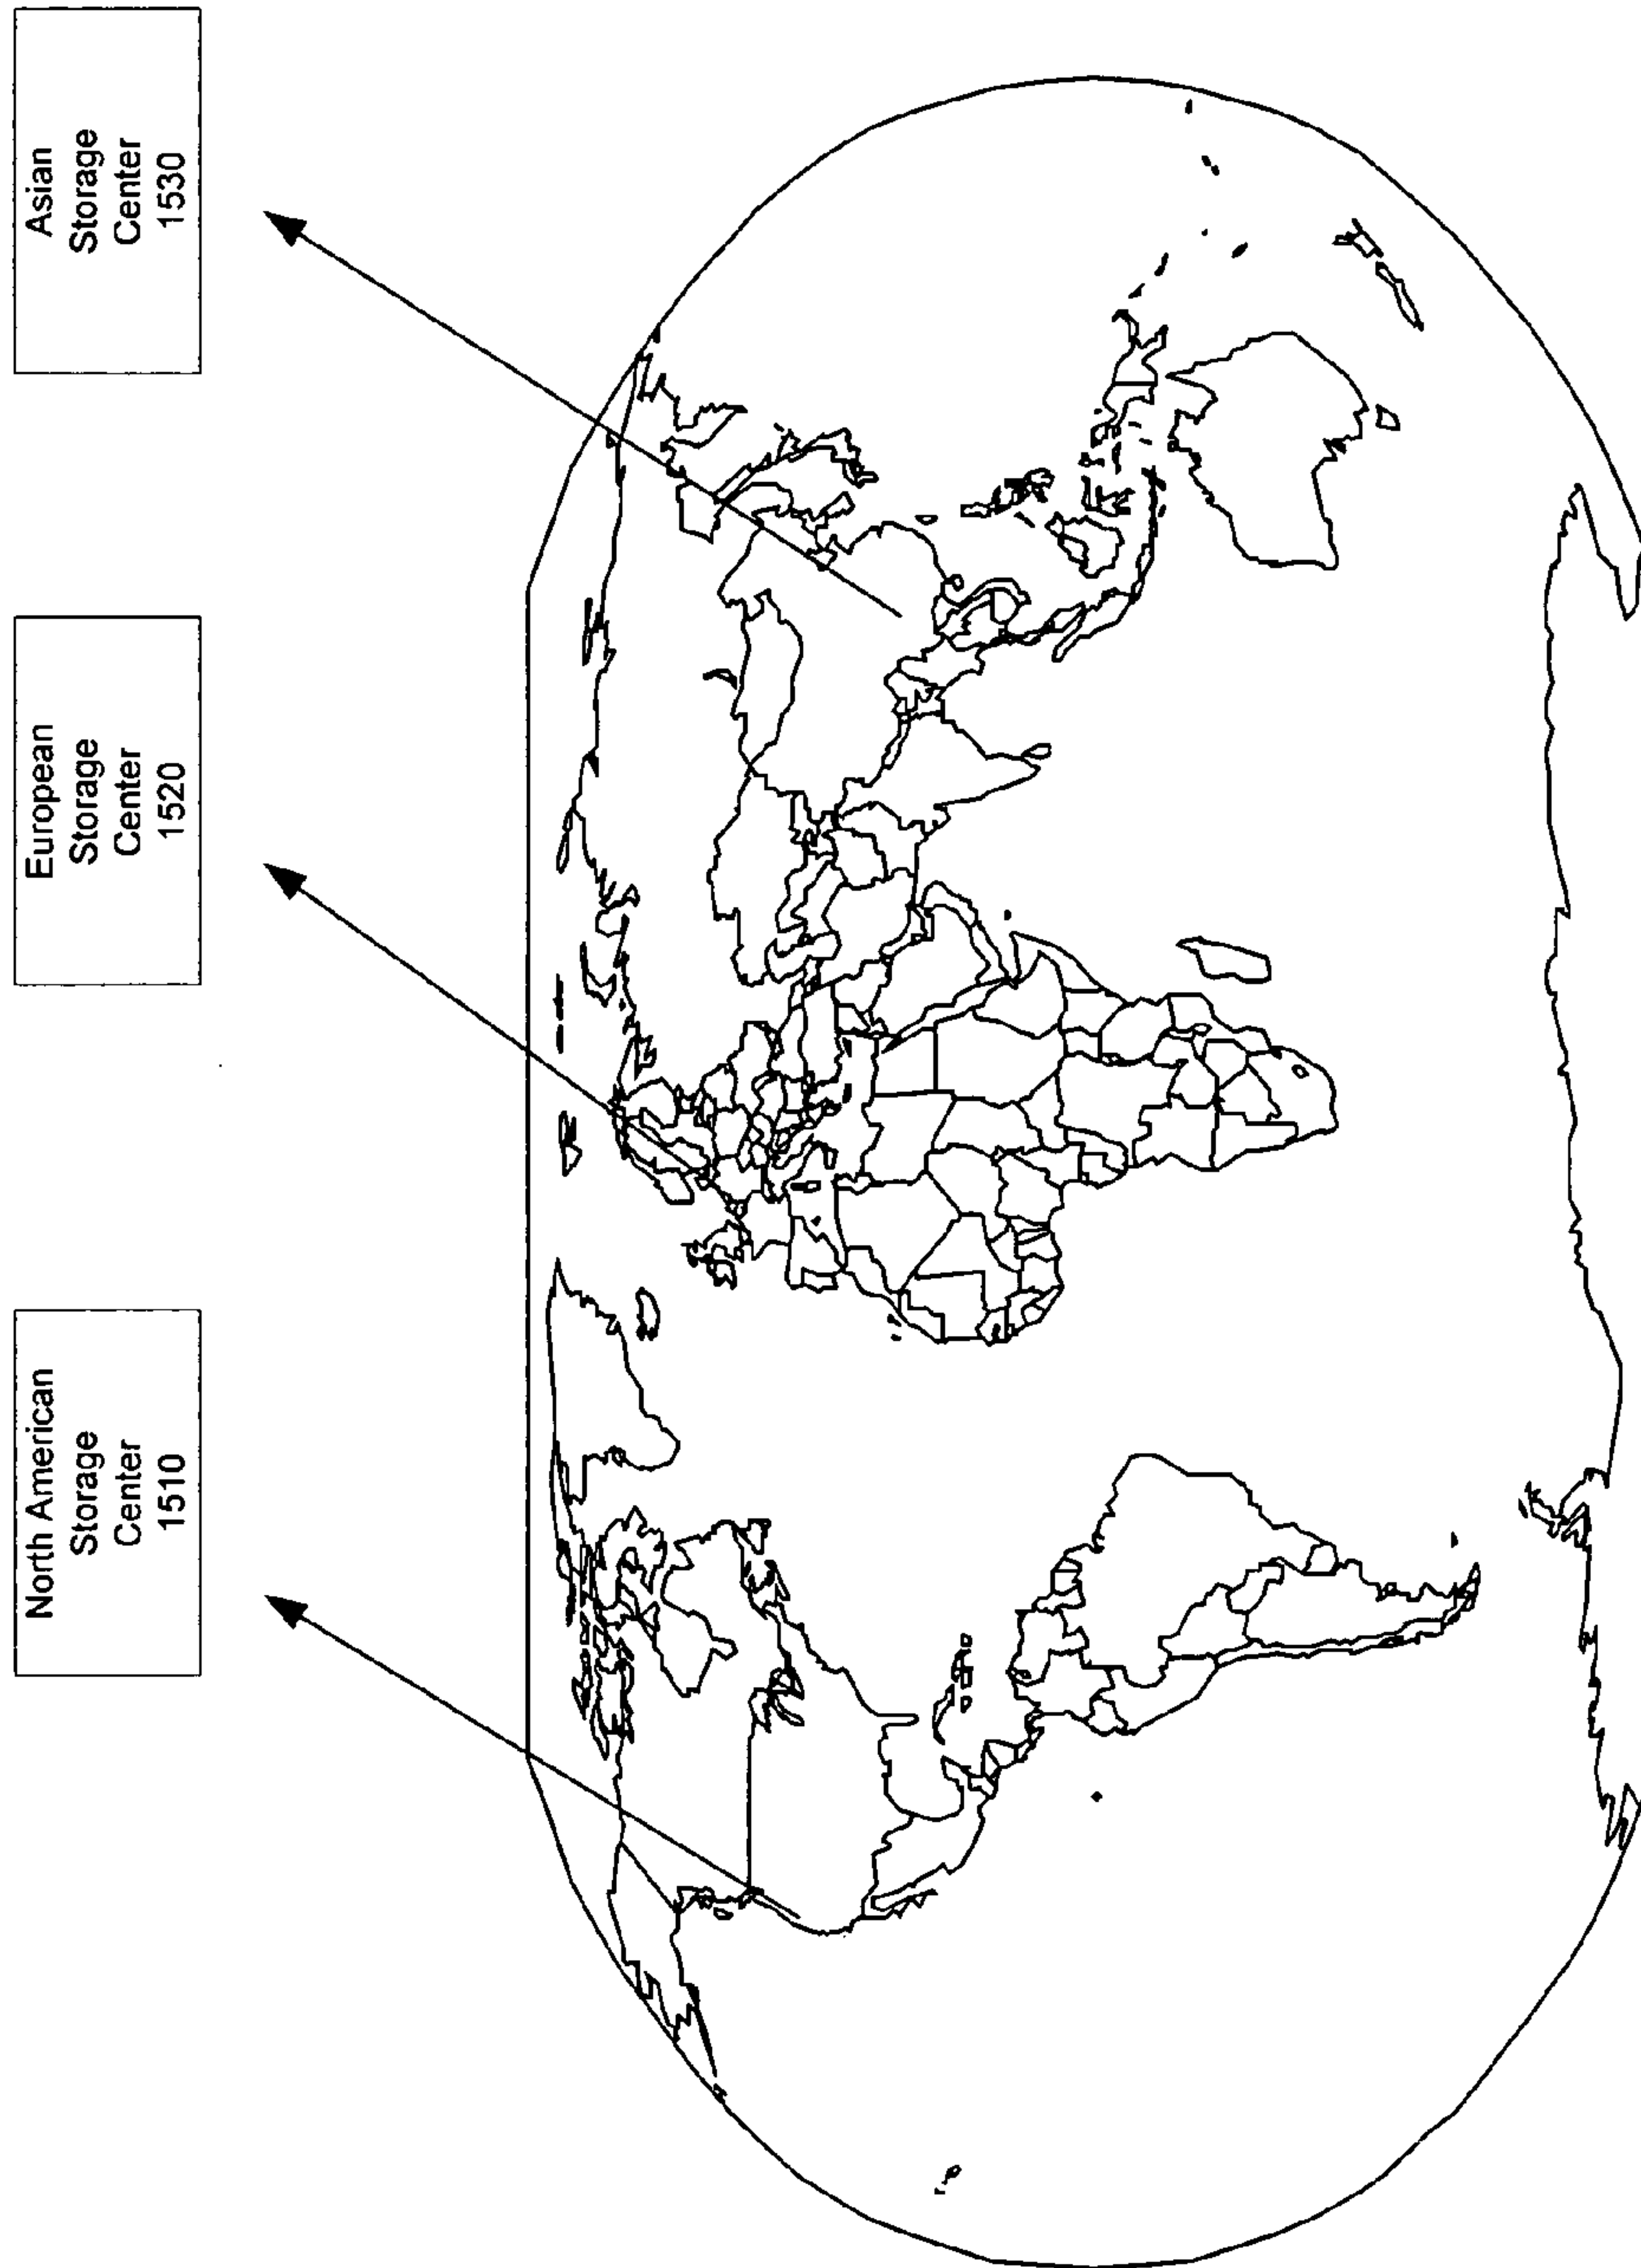 North American
Storage
Center
1510
European
Storage
Center
1520
Asian
Storage
Center
1530